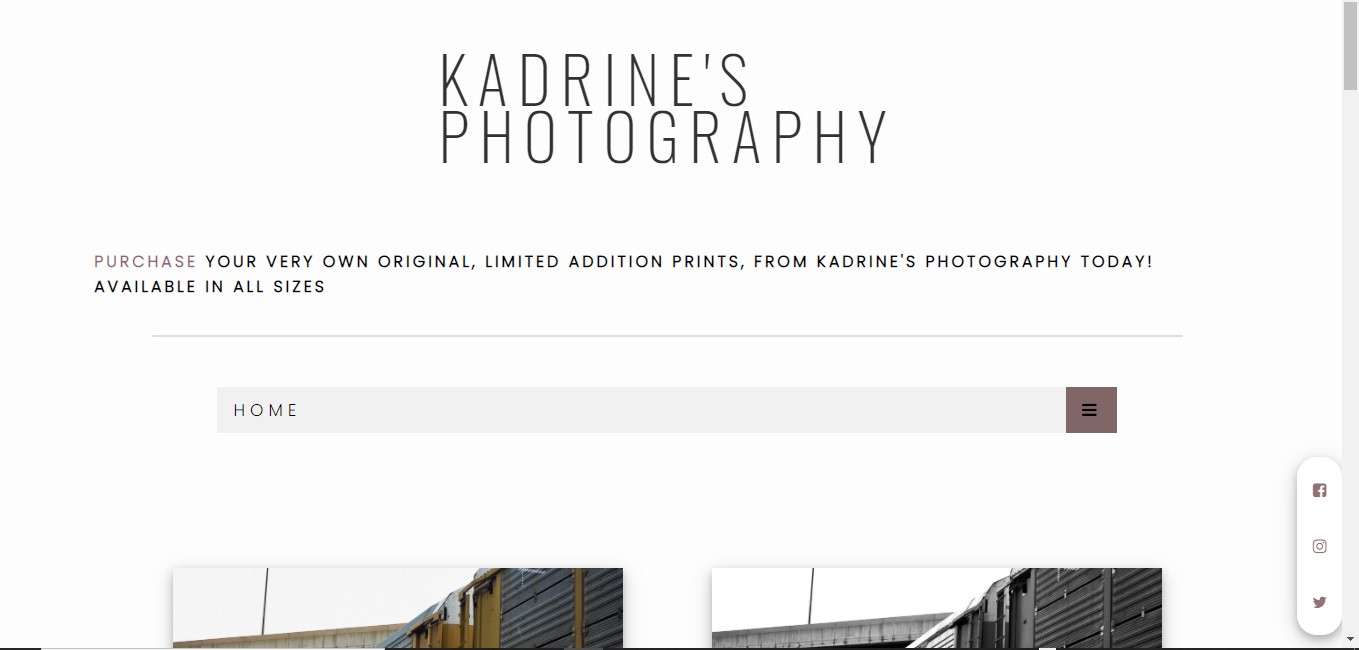 KADRINE'S
PHOTOGRAPHY
PURCHASE YOUR VERY OWN ORIGINAL, LIMITED ADDITION PRINTS, FROM KADRINE'S PHOTOGRAPHY TODAY!
AVAILABLE IN ALL SIZES
HOME